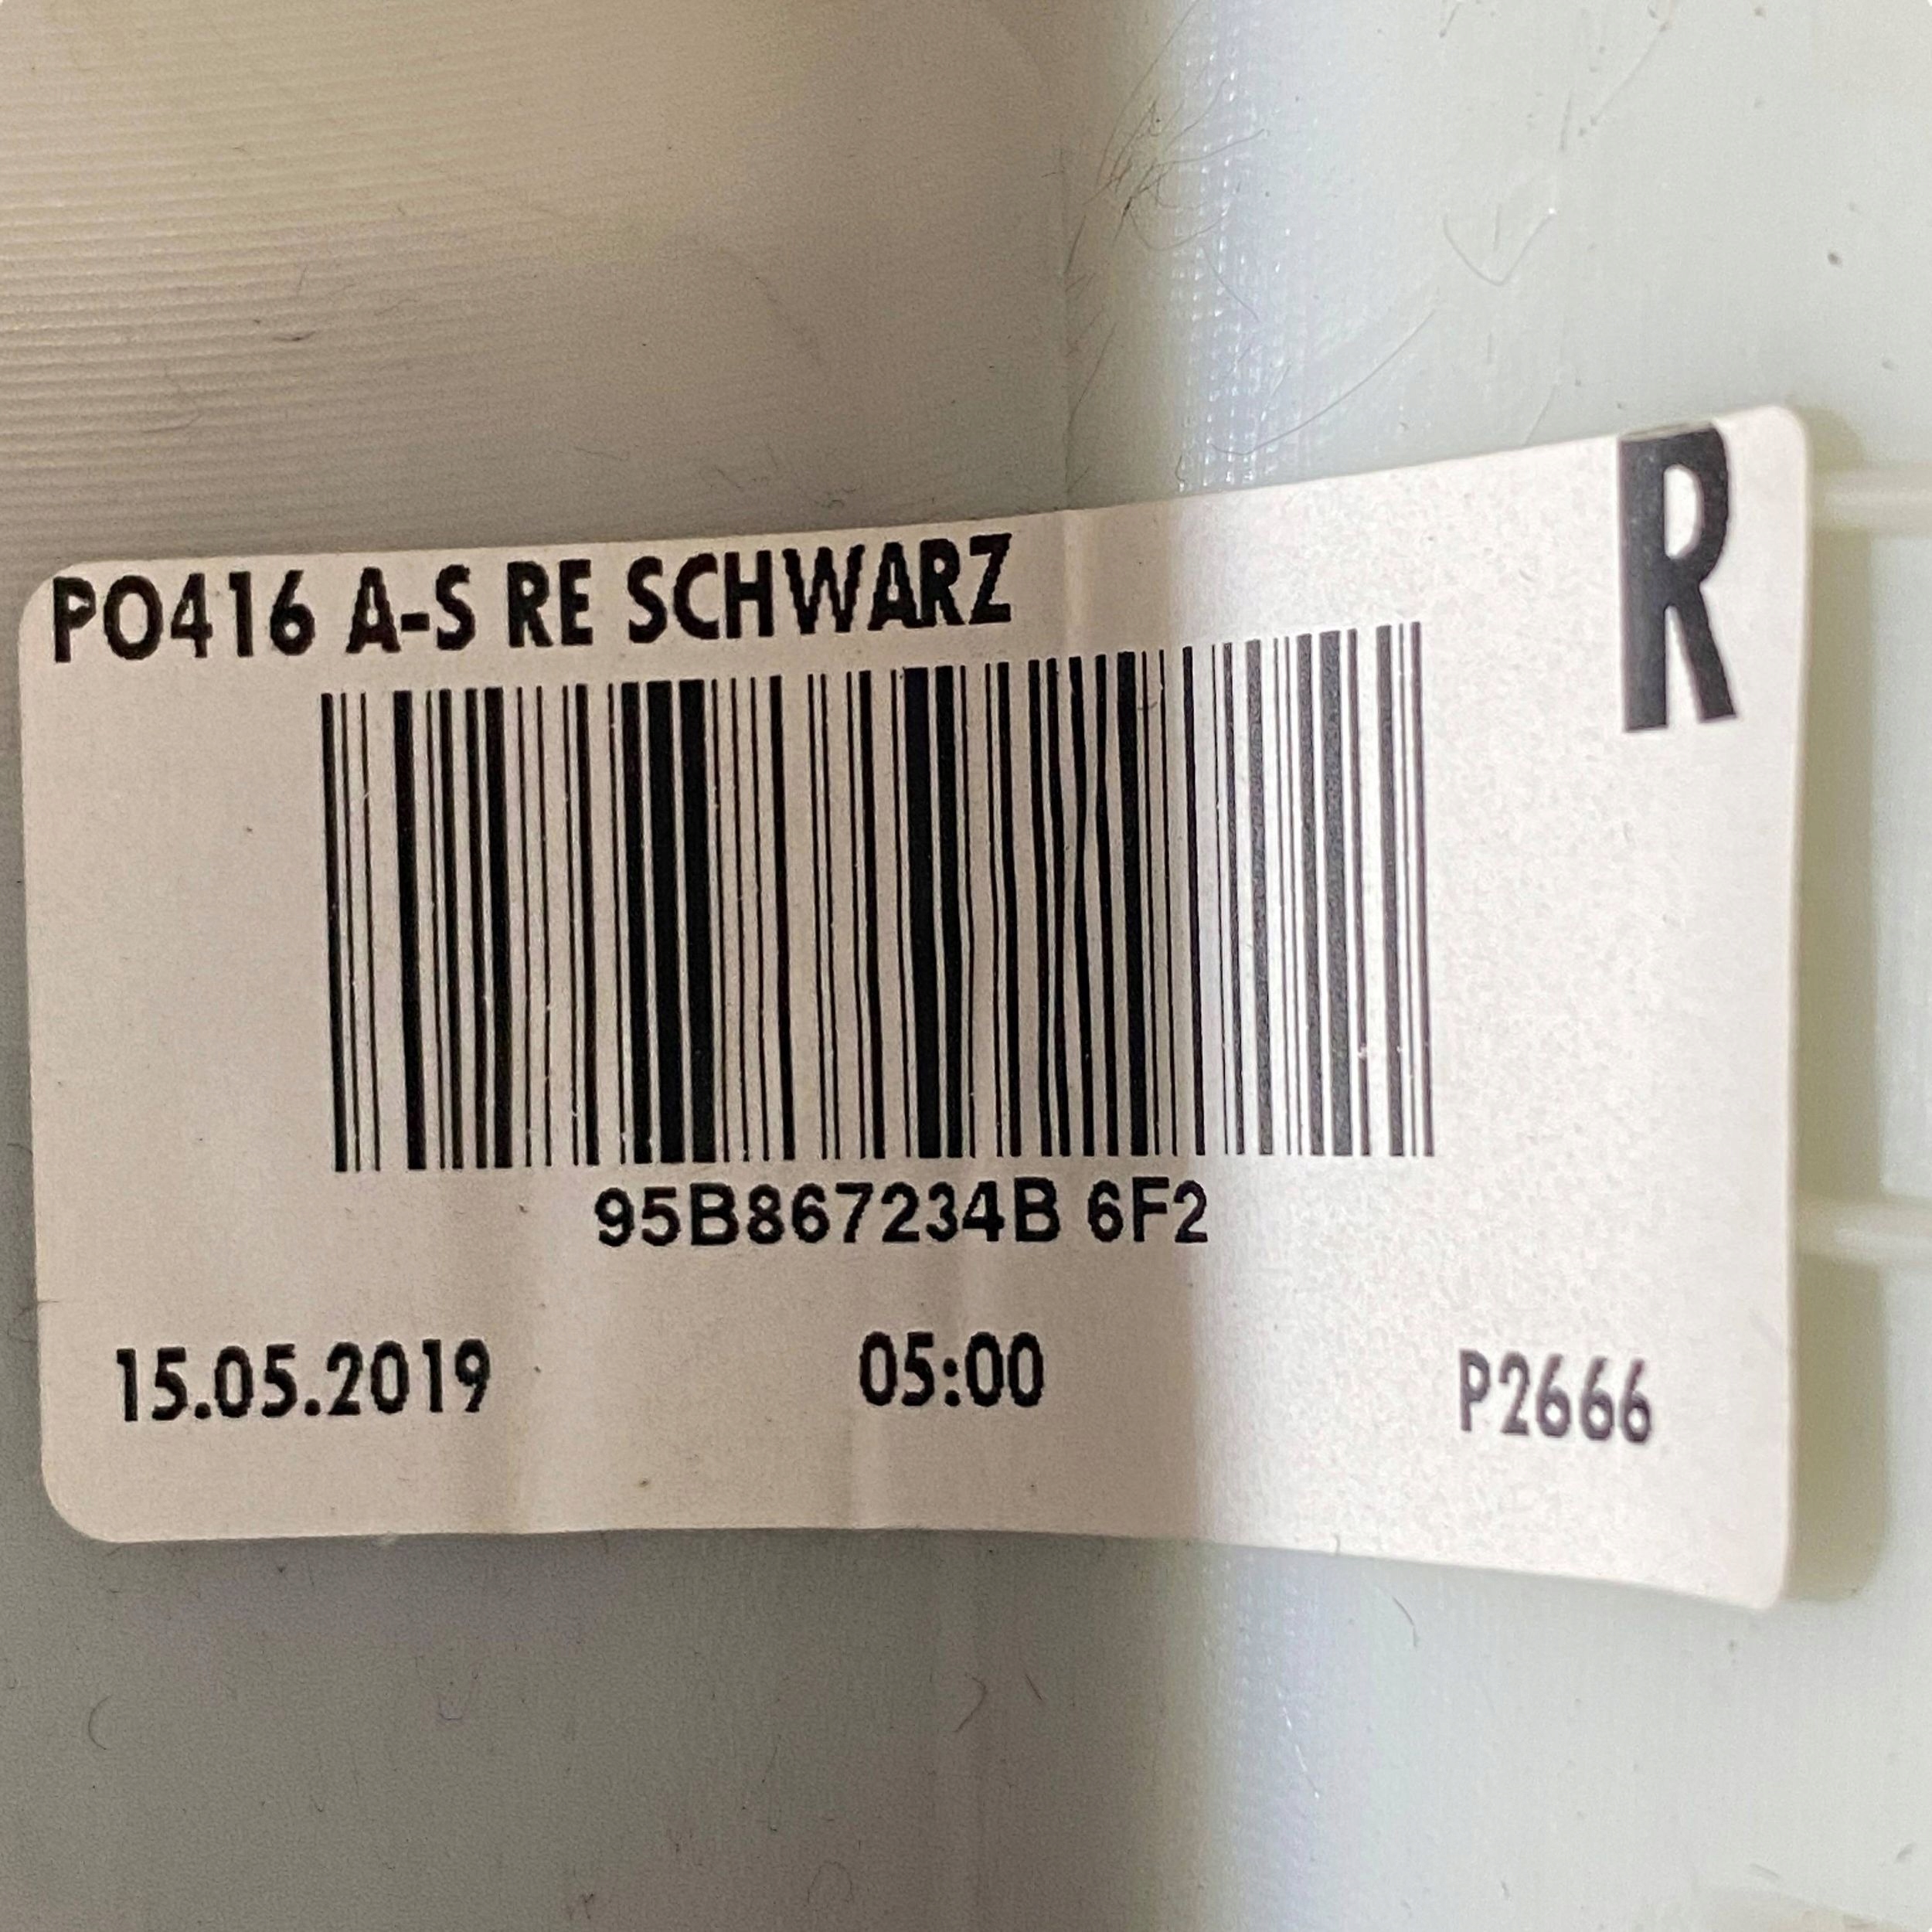 PO416 A-S RE SCHWARZ
R
95B867234B 6F2
15.05.2019 05:00 P2666